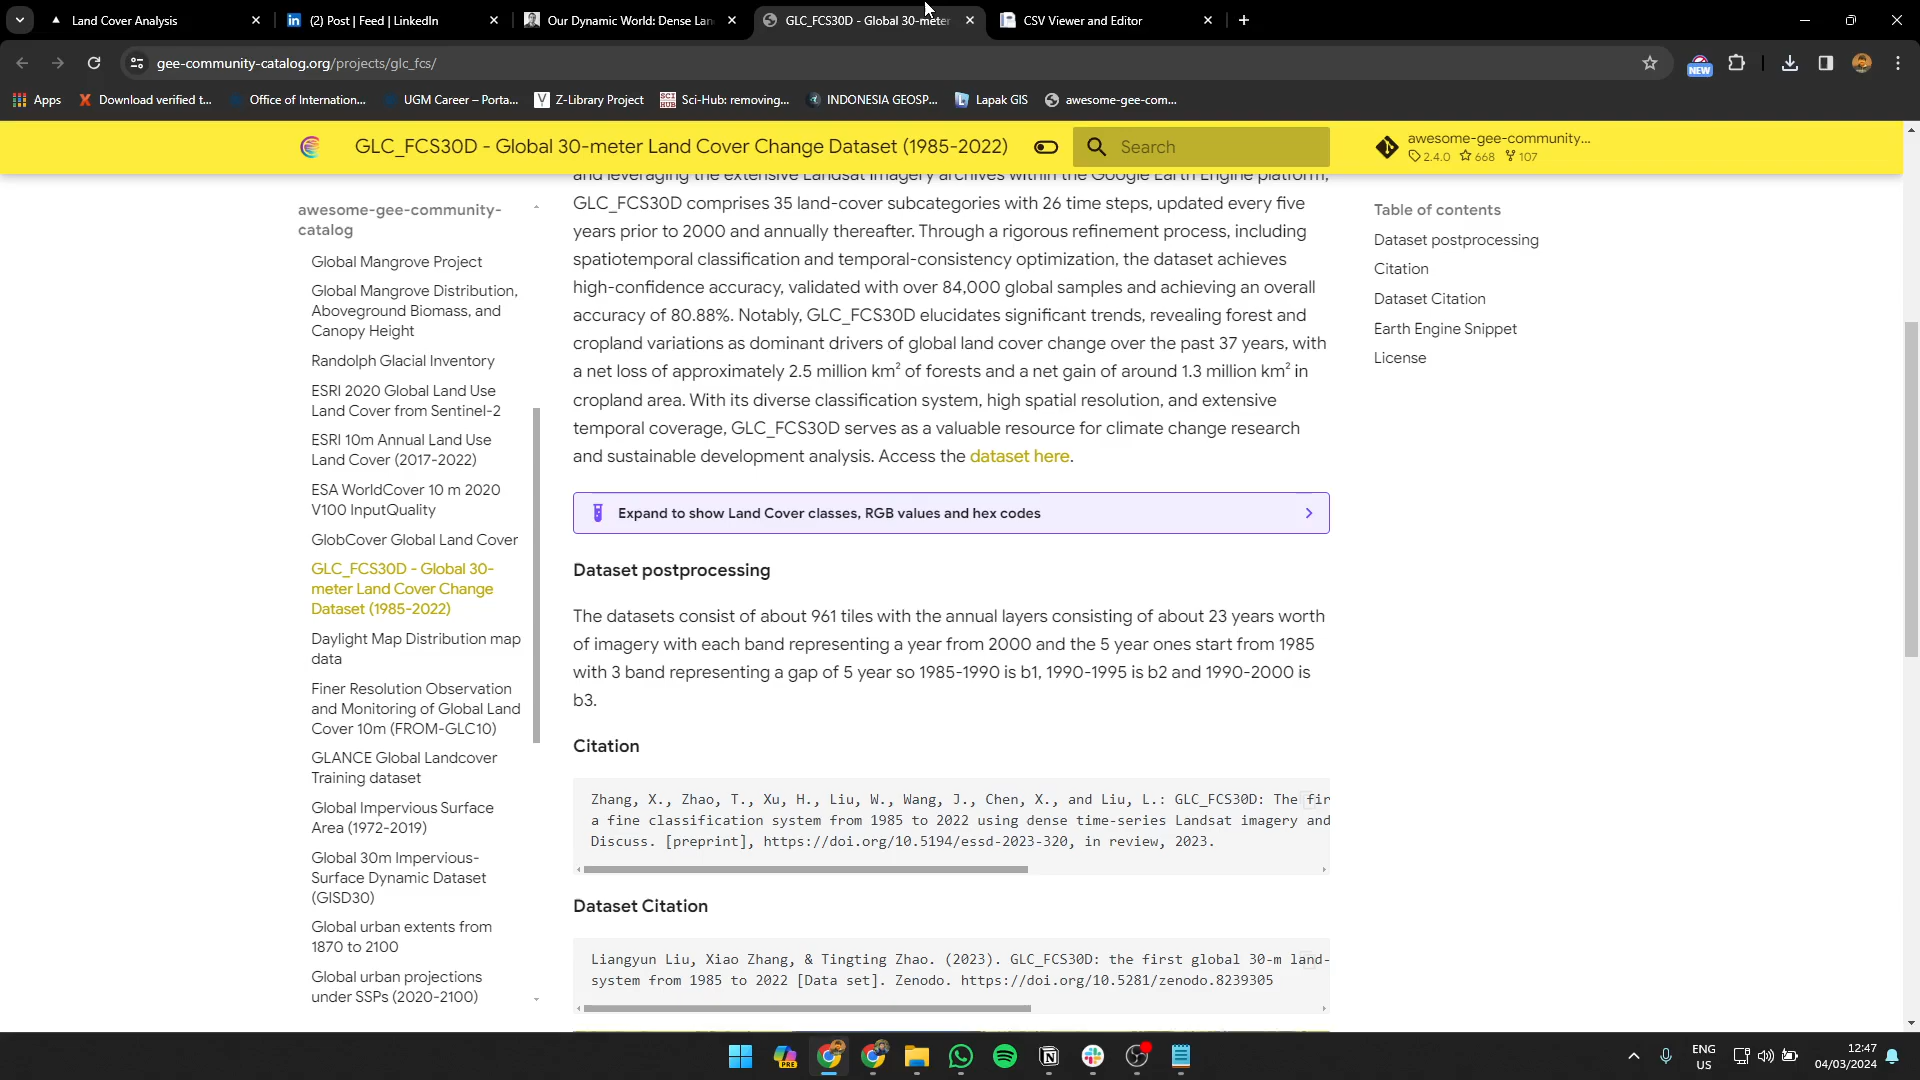 Land Cover Analysis
(2) Post | Feed | LinkedIn
Our Dynamic World: Dense Lan
GLC_FCS30D - Global 30-meter
CSV Viewer and Editor
gee-community-catalog.org/projects/glc_fcs/
NEW
Apps
Download verified t...
Office of Internation...
UGM Career – Porta...
Z-Library Project
Sci-Hub: removing...
INDONESIA GEOSP...
Lapak GIS
awesome-gee-com...
GLC_FCS30D - Global 30-meter Land Cover Change Dataset (1985-2022)
Search
awesome-gee-community...
2.4.0 668 107
awesome-gee-community-
catalog
Global Mangrove Project
Global Mangrove Distribution,
Aboveground Biomass, and
Canopy Height
Randolph Glacial Inventory
ESRI 2020 Global Land Use
Land Cover from Sentinel-2
ESRI 10m Annual Land Use
Land Cover (2017-2022)
ESA WorldCover 10 m 2020
V100 InputQuality
GlobCover Global Land Cover
GLC_FCS30D - Global 30-
meter Land Cover Change
Dataset (1985-2022)
Daylight Map Distribution map
data
Finer Resolution Observation
and Monitoring of Global Land
Cover 10m (FROM-GLC10)
GLANCE Global Landcover
Training dataset
Global Impervious Surface
Area (1972-2019)
Global 30m Impervious-
Surface Dynamic Dataset
(GISD30)
Global urban extents from
1870 to 2100
Global urban projections
under SSPs (2020-2100)
and leveraging the extensive Landsat imagery archives within the Google Earth Engine platform,
GLC_FCS30D comprises 35 land-cover subcategories with 26 time steps, updated every five
years prior to 2000 and annually thereafter. Through a rigorous refinement process, including
spatiotemporal classification and temporal-consistency optimization, the dataset achieves
high-confidence accuracy, validated with over 84,000 global samples and achieving an overall
accuracy of 80.88%. Notably, GLC_FCS30D elucidates significant trends, revealing forest and
cropland variations as dominant drivers of global land cover change over the past 37 years, with
a net loss of approximately 2.5 million km² of forests and a net gain of around 1.3 million km² in
cropland area. With its diverse classification system, high spatial resolution, and extensive
temporal coverage, GLC_FCS30D serves as a valuable resource for climate change research
and sustainable development analysis. Access the dataset here.
Expand to show Land Cover classes, RGB values and hex codes
Dataset postprocessing
The datasets consist of about 961 tiles with the annual layers consisting of about 23 years worth
of imagery with each band representing a year from 2000 and the 5 year ones start from 1985
with 3 band representing a gap of 5 year so 1985-1990 is b1, 1990-1995 is b2 and 1990-2000 is
b3.
Citation
Zhang, X., Zhao, T., Xu, H., Liu, W., Wang, J., Chen, X., and Liu, L.: GLC_FCS30D: The fir
a fine classification system from 1985 to 2022 using dense time-series Landsat imagery and
Discuss. [preprint], https://doi.org/10.5194/essd-2023-320, in review, 2023.
Dataset Citation
Liangyun Liu, Xiao Zhang, & Tingting Zhao. (2023). GLC_FCS30D: the first global 30-m land-
system from 1985 to 2022 [Data set]. Zenodo. https://doi.org/10.5281/zenodo.8239305
Table of contents
Dataset postprocessing
Citation
Dataset Citation
Earth Engine Snippet
License
PRE
ENG
US
12:47
04/03/2024